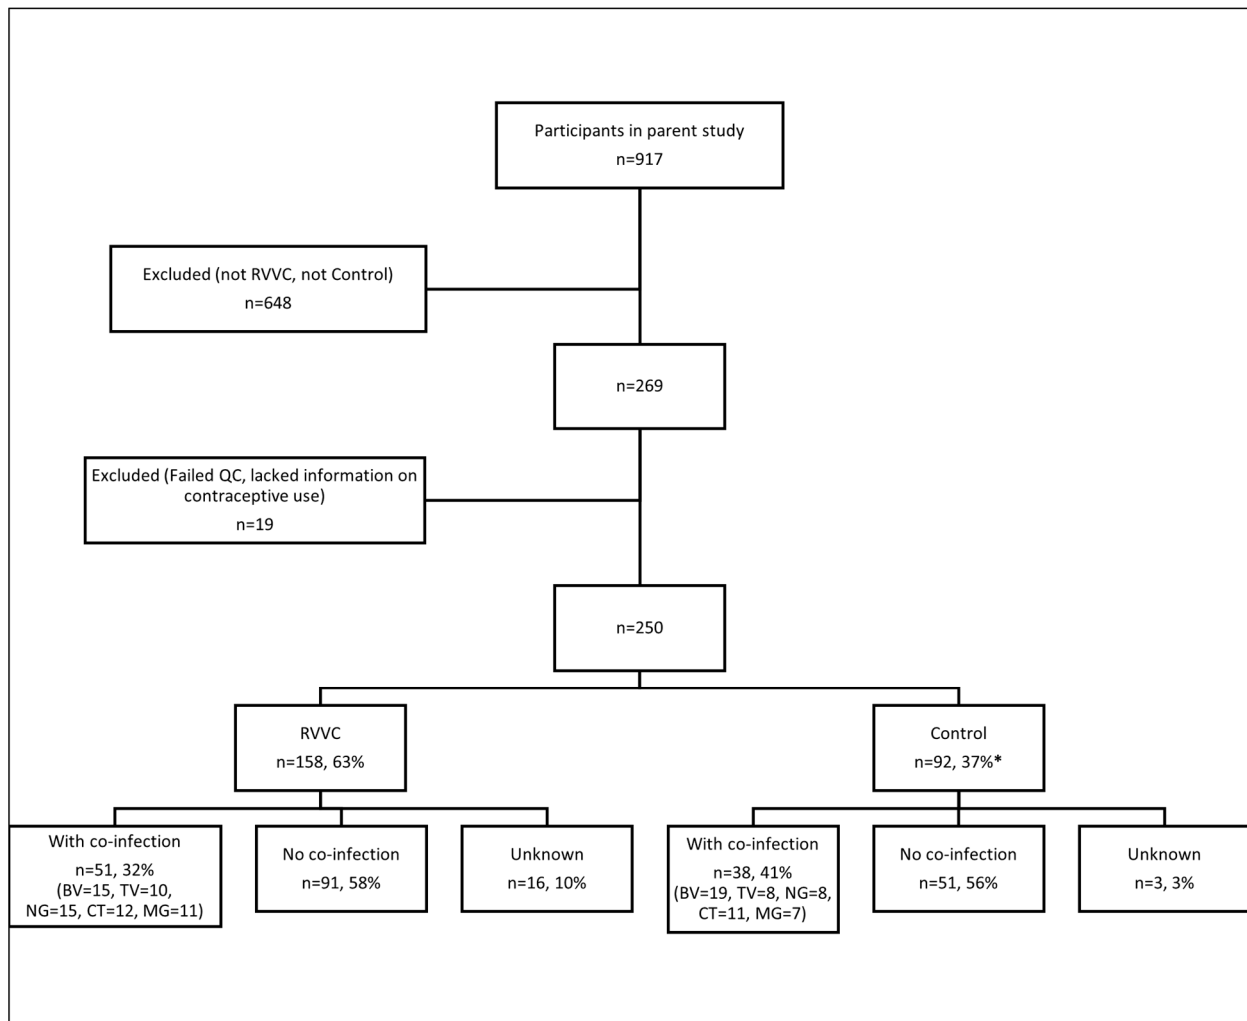 Participants in parent study
n=917
Excluded (not RVVC, not Control)
n=648
n=269
Excluded (Failed QC, lacked information on
contraceptive use)
n=19
n=250
RVVC
n=158, 63%
Control
n=92, 37%*
With co-infection
n=51, 32%
(BV=15, TV=10,
NG=15, CT=12, MG=11)
No co-infection
n=91, 58%
Unknown
n=16, 10%
With co-infection
n=38, 41%
(BV=19, TV=8, NG=8,
CT=11, MG=7)
No co-infection
n=51, 56%
Unknown
n=3, 3%